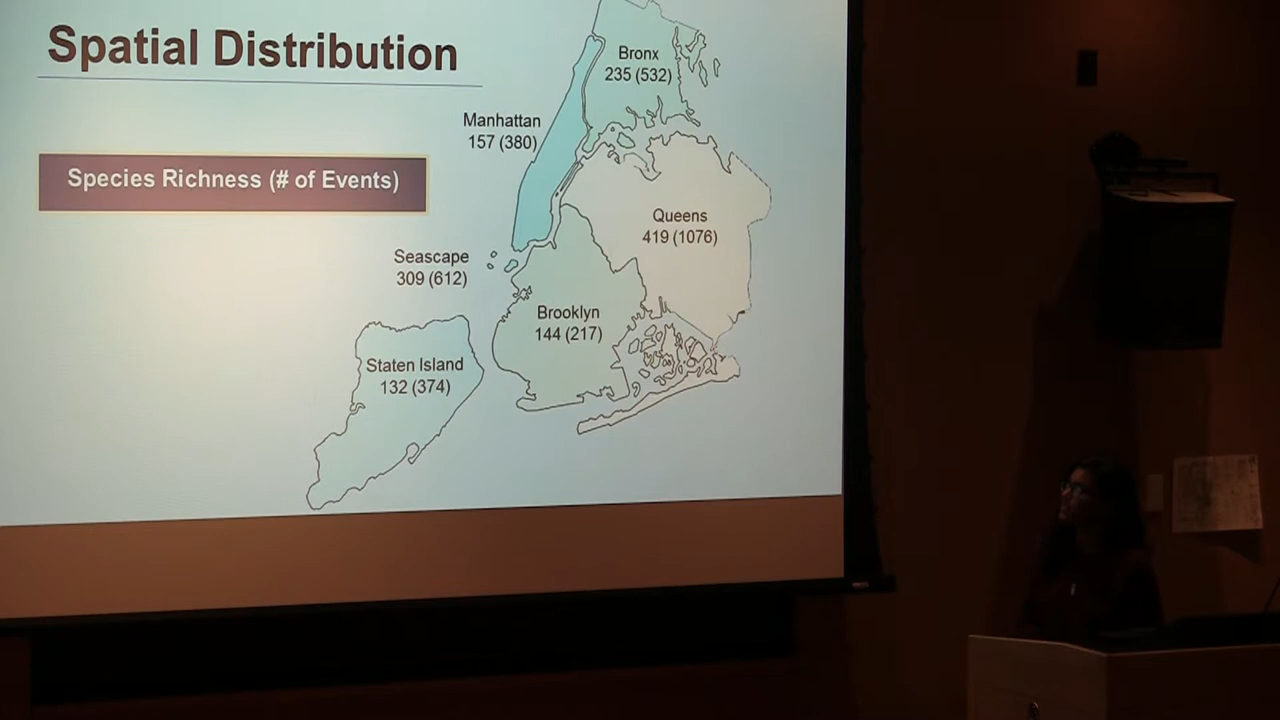 Spatial Distribution
Species Richness (# of Events)
Bronx
235 (532)
Manhattan
157 (380)
Queens
419 (1076)
Seascape
309 (612)
Brooklyn
144 (217)
Staten Island
132 (374)